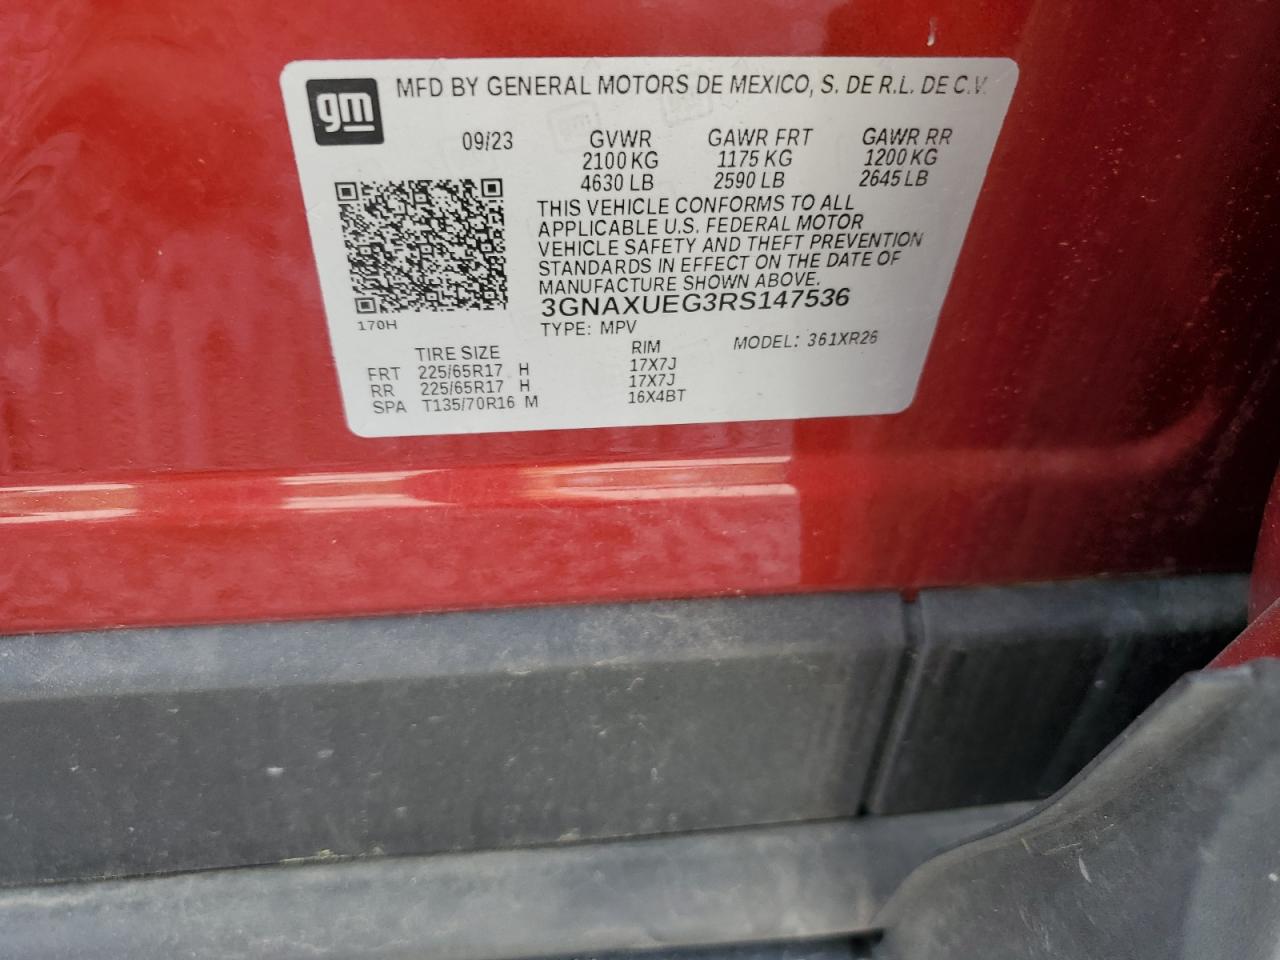 gm
MFD BY GENERAL MOTORS DE MEXICO, S. DE R.L. DE C.V.
09/23 GVWR GAWR FRT GAWR RR
2100 KG 1175 KG 1200 KG
4630 LB 2590 LB 2645 LB
THIS VEHICLE CONFORMS TO ALL
APPLICABLE U.S. FEDERAL MOTOR
VEHICLE SAFETY AND THEFT PREVENTION
STANDARDS IN EFFECT ON THE DATE OF
MANUFACTURE SHOWN ABOVE.
3GNAXUEG3RS147536
170H
TYPE: MPV MODEL: 361XR26
TIRE SIZE RIM
FRT 225/65R17 H 17X7J
RR 225/65R17 H 17X7J
SPA T135/70R16 M 16X4BT